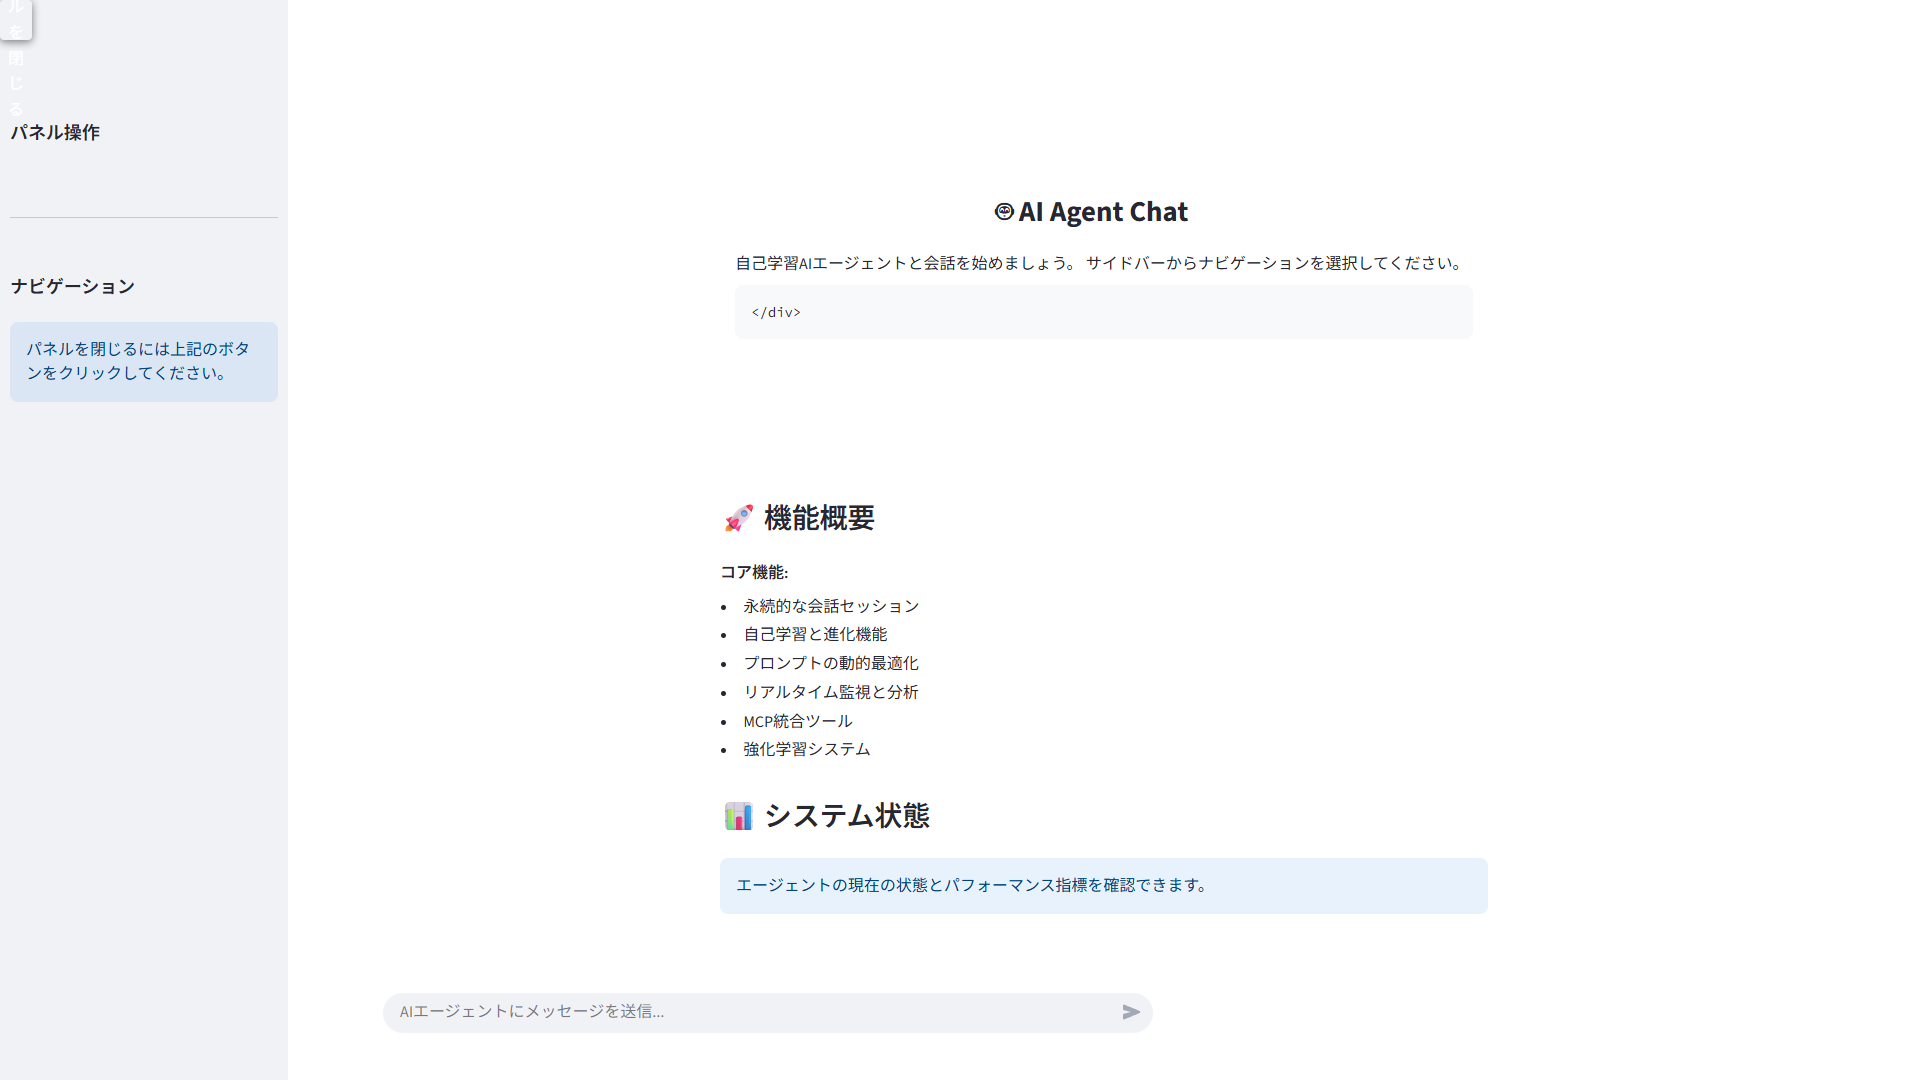 ル
を
閉
じ
る
パネル操作
ナビゲーション
パネルを閉じるには上記のボタ
ンをクリックしてください。
AI Agent Chat
自己学習AIエージェントと会話を始めましょう。 サイドバーからナビゲーションを選択してください。
</div>
🚀 機能概要
コア機能:
• 永続的な会話セッション
• 自己学習と進化機能
• プロンプトの動的最適化
• リアルタイム監視と分析
• MCP統合ツール
• 強化学習システム
📊 システム状態
エージェントの現在の状態とパフォーマンス指標を確認できます。
AIエージェントにメッセージを送信...